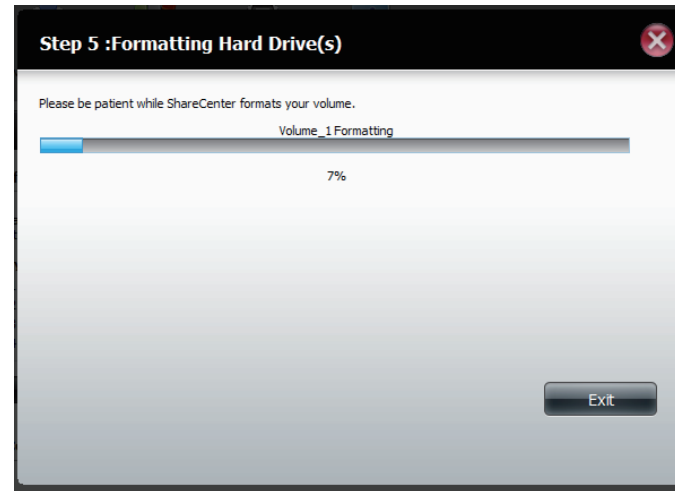 Step 5 :Formatting Hard Drive(s)
Please be patient while ShareCenter formats your volume.
Volume_1 Formatting
7%
Exit